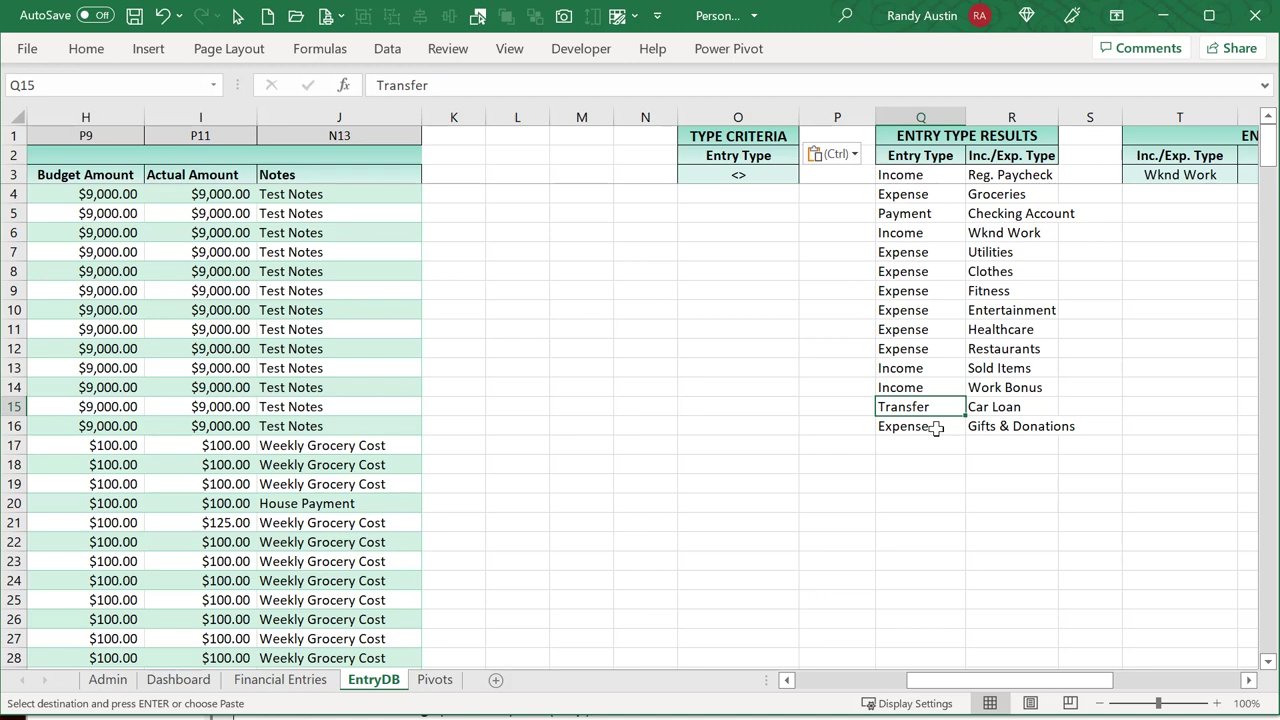 AutoSave Off Person... Randy Austin RA
File Home Insert Page Layout Formulas Data Review View Developer Help Power Pivot Comments Share
Q15 fx Transfer
H I J K L M N O P Q R S T
1 P9 P11 N13 TYPE CRITERIA ENTRY TYPE RESULTS EN
2 Entry Type (Ctrl) Entry Type Inc./Exp. Type Inc./Exp. Type
3 Budget Amount Actual Amount Notes <> Income Reg. Paycheck Wknd Work
4 $9,000.00 $9,000.00 Test Notes Expense Groceries
5 $9,000.00 $9,000.00 Test Notes Payment Checking Account
6 $9,000.00 $9,000.00 Test Notes Income Wknd Work
7 $9,000.00 $9,000.00 Test Notes Expense Utilities
8 $9,000.00 $9,000.00 Test Notes Expense Clothes
9 $9,000.00 $9,000.00 Test Notes Expense Fitness
10 $9,000.00 $9,000.00 Test Notes Expense Entertainment
11 $9,000.00 $9,000.00 Test Notes Expense Healthcare
12 $9,000.00 $9,000.00 Test Notes Expense Restaurants
13 $9,000.00 $9,000.00 Test Notes Income Sold Items
14 $9,000.00 $9,000.00 Test Notes Income Work Bonus
15 $9,000.00 $9,000.00 Test Notes Transfer Car Loan
16 $9,000.00 $9,000.00 Test Notes Expense Gifts & Donations
17 $100.00 $100.00 Weekly Grocery Cost
18 $100.00 $100.00 Weekly Grocery Cost
19 $100.00 $100.00 Weekly Grocery Cost
20 $100.00 $100.00 House Payment
21 $100.00 $125.00 Weekly Grocery Cost
22 $100.00 $100.00 Weekly Grocery Cost
23 $100.00 $100.00 Weekly Grocery Cost
24 $100.00 $100.00 Weekly Grocery Cost
25 $100.00 $100.00 Weekly Grocery Cost
26 $100.00 $100.00 Weekly Grocery Cost
27 $100.00 $100.00 Weekly Grocery Cost
28 $100.00 $100.00 Weekly Grocery Cost
Admin Dashboard Financial Entries EntryDB Pivots
Select destination and press ENTER or choose Paste Display Settings 100%